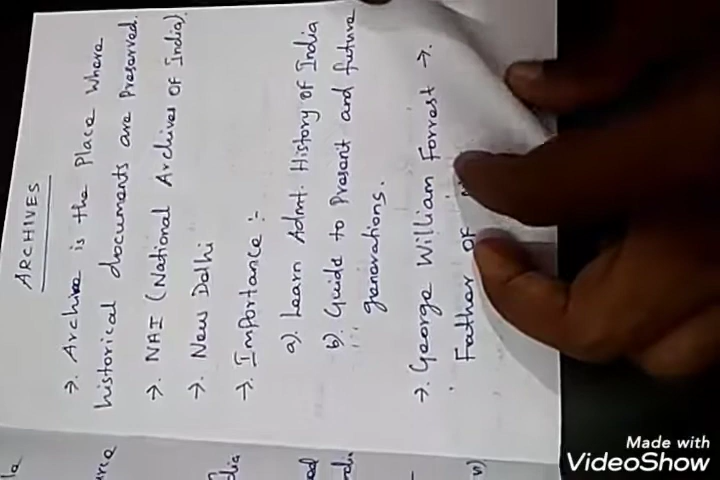 ARCHIVES
→. Archive is the Place where
historical documents are Preserved.
→. NAI (National Archives of India).
→. New Delhi
→. Importance :-
a). Learn Admt. History of India
b). Guide to Present and future
generations.
→. George William Forrest →.
Father of
Made with
VideoShow